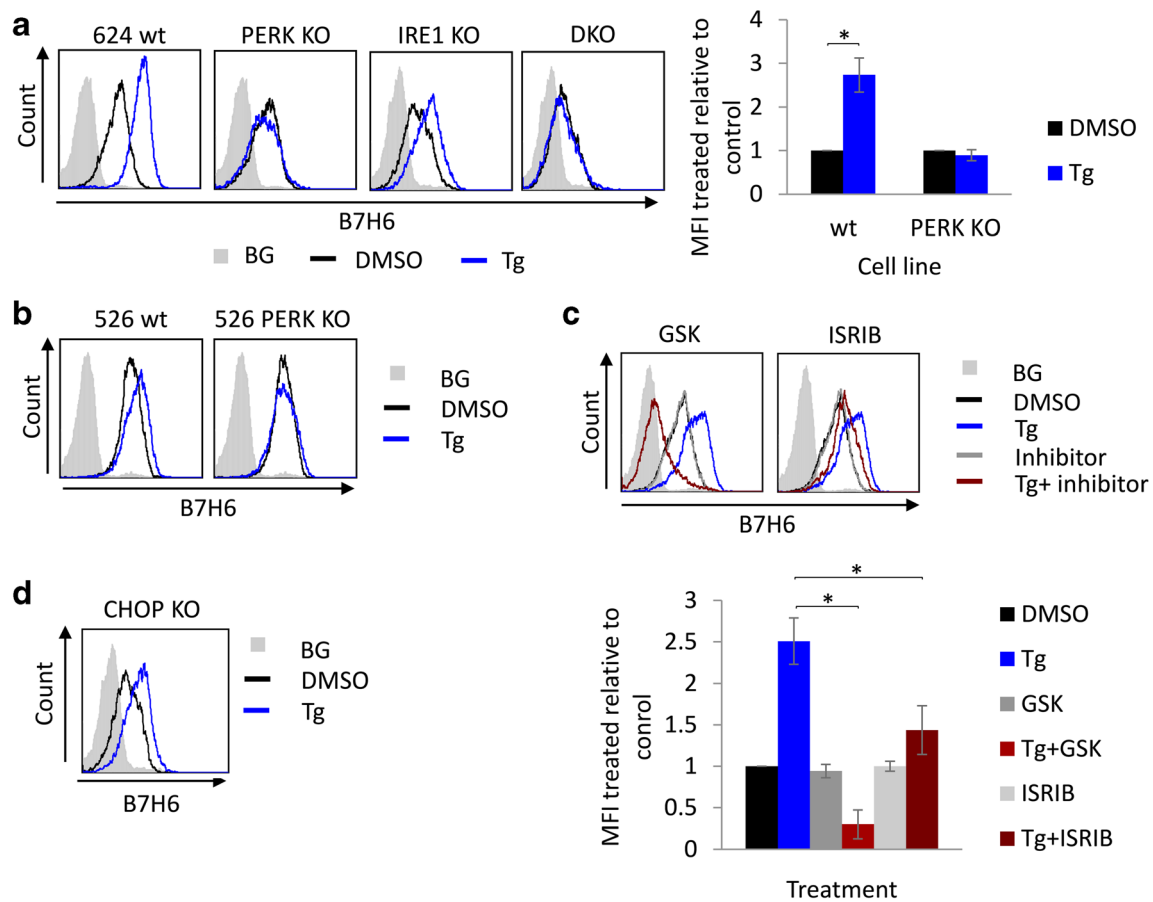 a
624 wt
PERK KO
IRE1 KO
DKO
Count
B7H6
BG
DMSO
Tg
MFI treated relative to
control
5
4
3
2
1
0
*
wt
PERK KO
Cell line
DMSO
Tg
b
526 wt
526 PERK KO
Count
B7H6
BG
DMSO
Tg
c
GSK
ISRIB
Count
B7H6
BG
DMSO
Tg
Inhibitor
Tg+ inhibitor
d
CHOP KO
Count
B7H6
BG
DMSO
Tg
MFI treated relative to
conrol
3
2.5
2
1.5
1
0.5
0
*
*
Treatment
DMSO
Tg
GSK
Tg+GSK
ISRIB
Tg+ISRIB